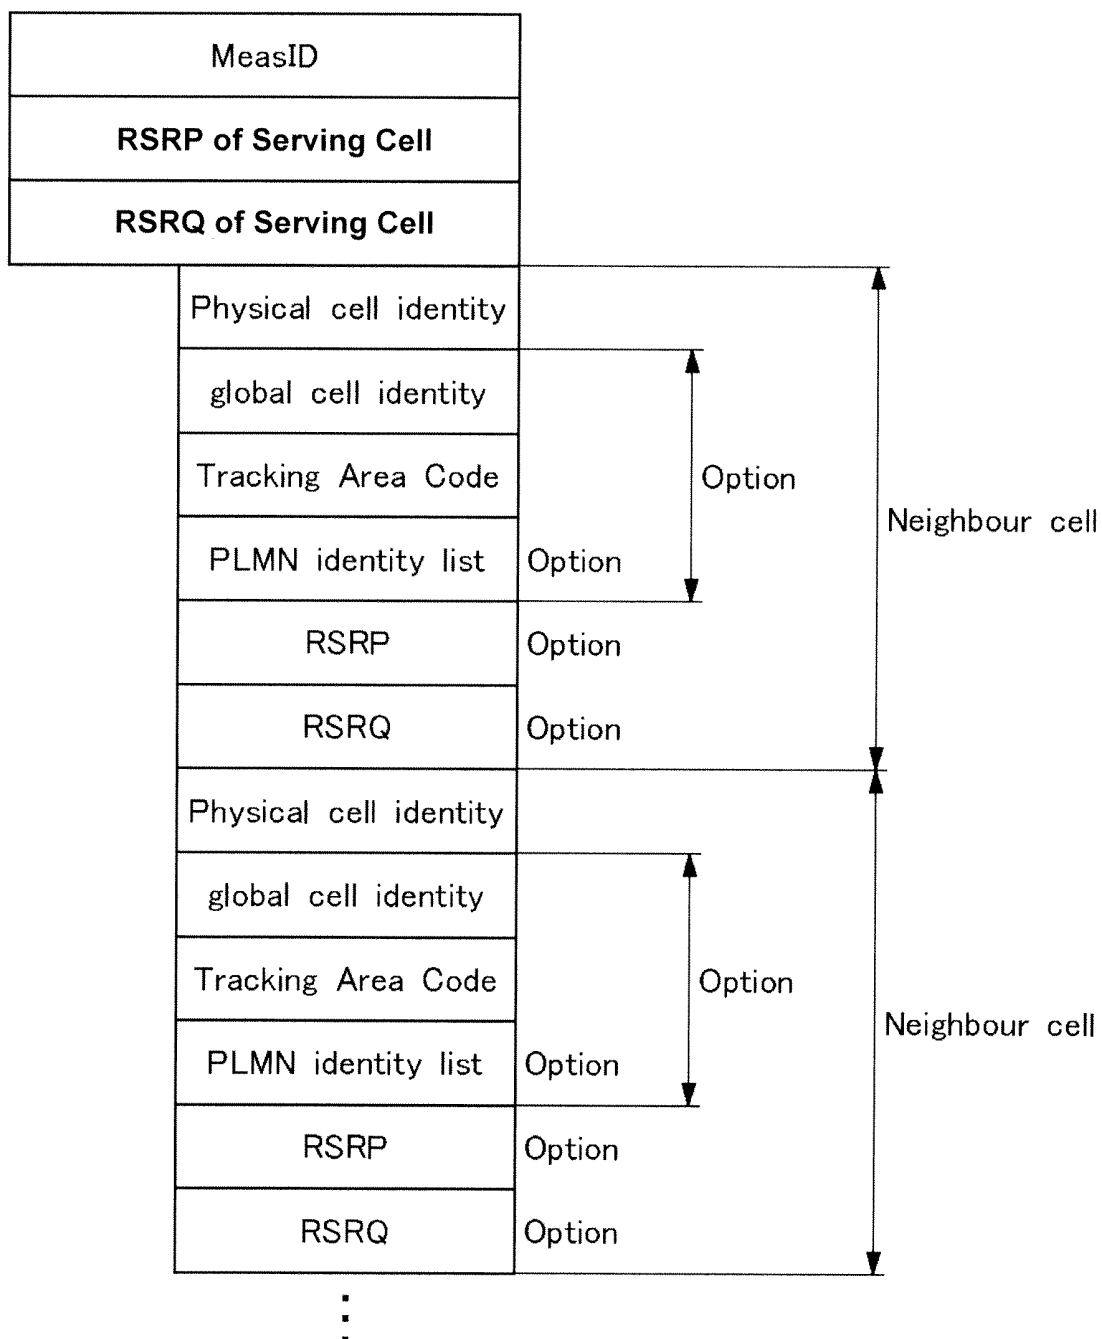 MeasID
RSRP of Serving Cell
RSRQ of Serving Cell
Physical cell identity
global cell identity
Tracking Area Code
Option
Neighbour cell
PLMN identity list
Option
RSRP
Option
RSRQ
Option
Physical cell identity
global cell identity
Tracking Area Code
Option
Neighbour cell
PLMN identity list
Option
RSRP
Option
RSRQ
Option